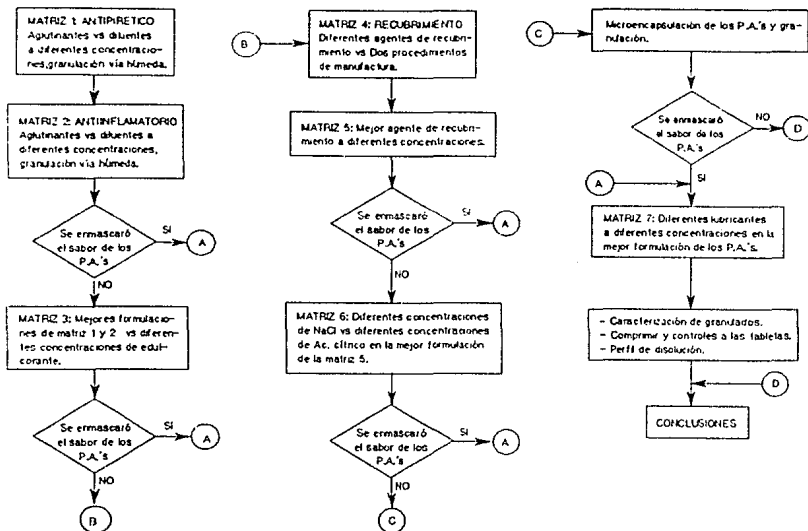 MATRIZ 1: ANTIPIRETICO
Aglutinantes vs diluentes
a diferentes concentracio-
nes,granulación vía húmeda.
MATRIZ 2: ANTIINFLAMATORIO
Aglutinantes vs diluentes a
diferentes concentraciones,
granulación vía húmeda.
Se enmascaró
el sabor de los
P.A.'s
SI
A
NO
MATRIZ 3: Mejores formulaciones
de matriz 1 y 2 vs diferen-
tes concentraciones de edul-
corante.
Se enmascaró
el sabor de los
P.A.'s
SI
A
NO
B
B
MATRIZ 4: RECUBRIMIENTO
Diferentes agentes de recubri-
miento vs Dos procedimientos
de manufactura.
MATRIZ 5: Mejor agente de recubri-
miento a diferentes concentraciones.
Se enmascaró
el sabor de los
P.A.'s
SI
A
NO
MATRIZ 6: Diferentes concentraciones
de NaCl vs diferentes concentraciones
de Ac. cítrico en la mejor formulación
de la matriz 5.
Se enmascaró
el sabor de los
P.A.'s
SI
A
NO
C
C
Microencapsulación de los P.A.'s y gra-
nulación.
Se enmascaró
el sabor de los
P.A.'s
NO
D
SI
A
MATRIZ 7: Diferentes lubricantes
a diferentes concentraciones en la
mejor formulación de los P.A.'s.
- Caracterización de granulados.
- Comprimir y controles a las tabletas.
- Perfil de disolución.
D
CONCLUSIONES